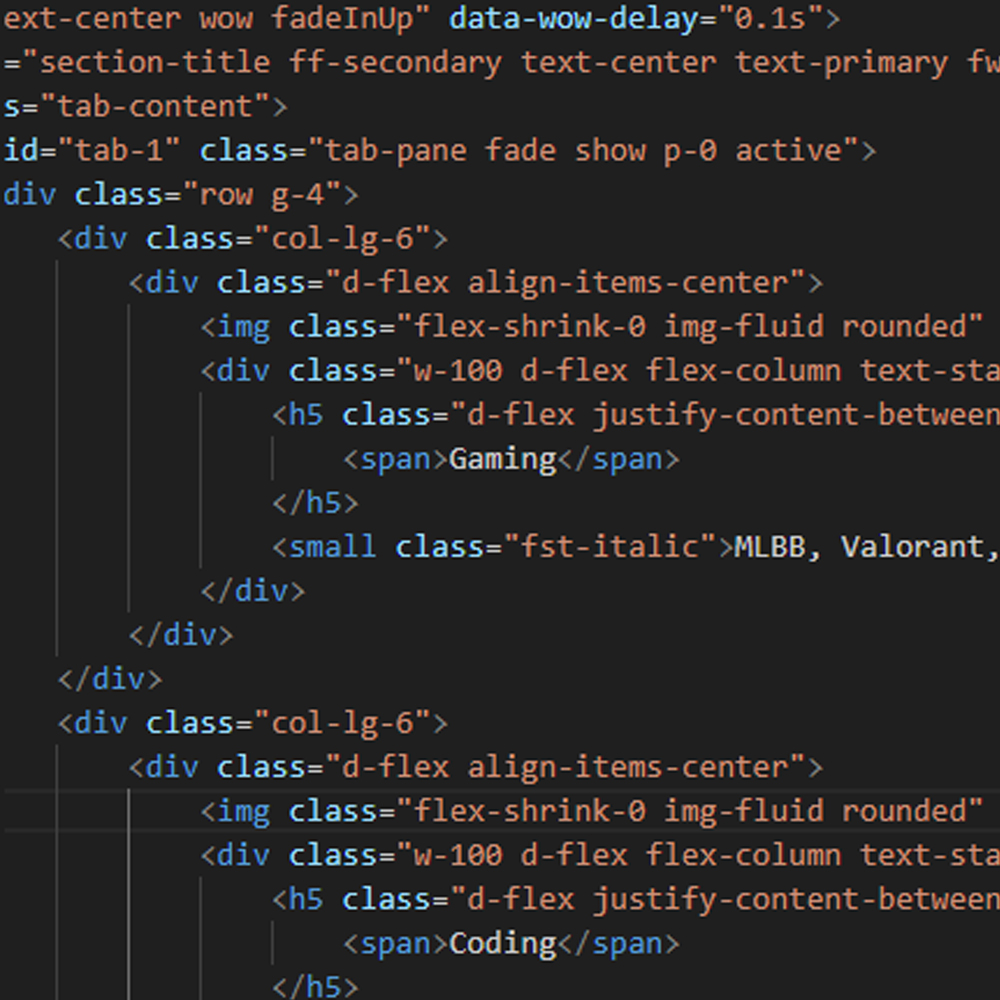 ext-center wow fadeInUp" data-wow-delay="0.1s">
="section-title ff-secondary text-center text-primary fw
s="tab-content">
id="tab-1" class="tab-pane fade show p-0 active">
div class="row g-4">
<div class="col-lg-6">
<div class="d-flex align-items-center">
<img class="flex-shrink-0 img-fluid rounded"
<div class="w-100 d-flex flex-column text-sta
<h5 class="d-flex justify-content-between
<span>Gaming</span>
</h5>
<small class="fst-italic">MLBB, Valorant,
</div>
</div>
</div>
<div class="col-lg-6">
<div class="d-flex align-items-center">
<img class="flex-shrink-0 img-fluid rounded"
<div class="w-100 d-flex flex-column text-sta
<h5 class="d-flex justify-content-between
<span>Coding</span>
</h5>